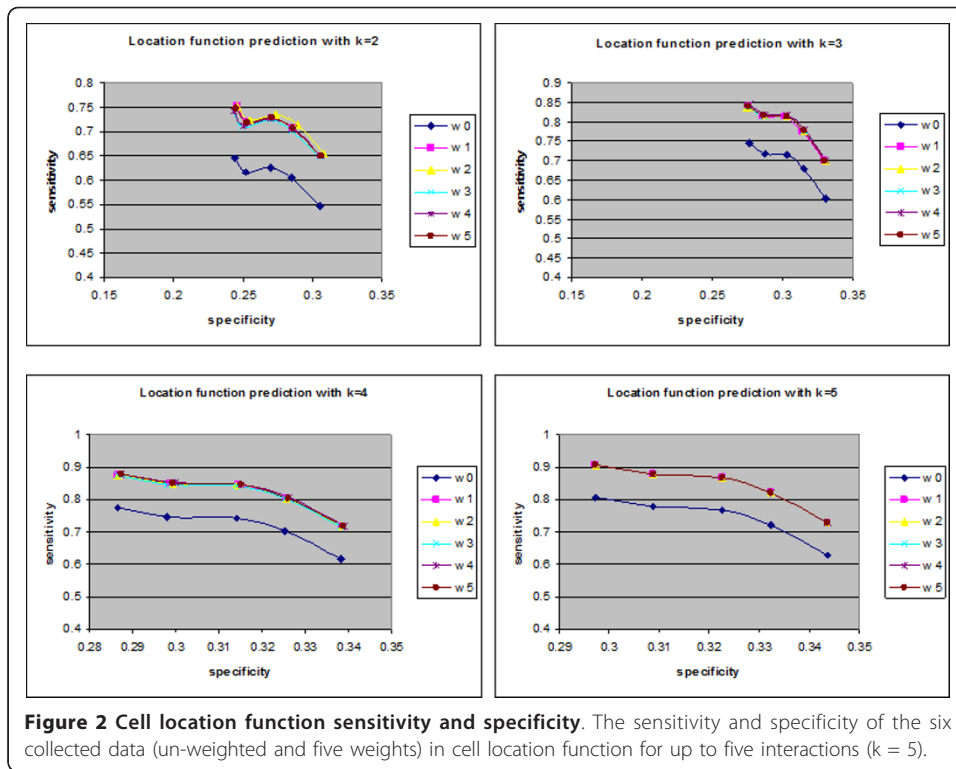 Location function prediction with k=2
0.8
0.75
0.7
0.65
0.6
0.55
0.5
0.45
0.4
sensitivity
0.15
0.2
0.25
0.3
0.35
specificity
w 0
w 1
w 2
w 3
w 4
w 5
Location function prediction with k=3
0.9
0.85
0.8
0.75
0.7
0.65
0.6
0.55
0.5
0.45
0.4
sensitivity
0.15
0.2
0.25
0.3
0.35
specificity
w 0
w 1
w 2
w 3
w 4
w 5
Location function prediction with k=4
1
0.9
0.8
0.7
0.6
0.5
0.4
sensitivity
0.28
0.29
0.3
0.31
0.32
0.33
0.34
0.35
specificity
w 0
w 1
w 2
w 3
w 4
w 5
Location function prediction with k=5
1
0.9
0.8
0.7
0.6
0.5
0.4
sensitivity
0.29
0.3
0.31
0.32
0.33
0.34
0.35
specificity
w 0
w 1
w 2
w 3
w 4
w 5
Figure 2 Cell location function sensitivity and specificity. The sensitivity and specificity of the six
collected data (un-weighted and five weights) in cell location function for up to five interactions (k = 5).